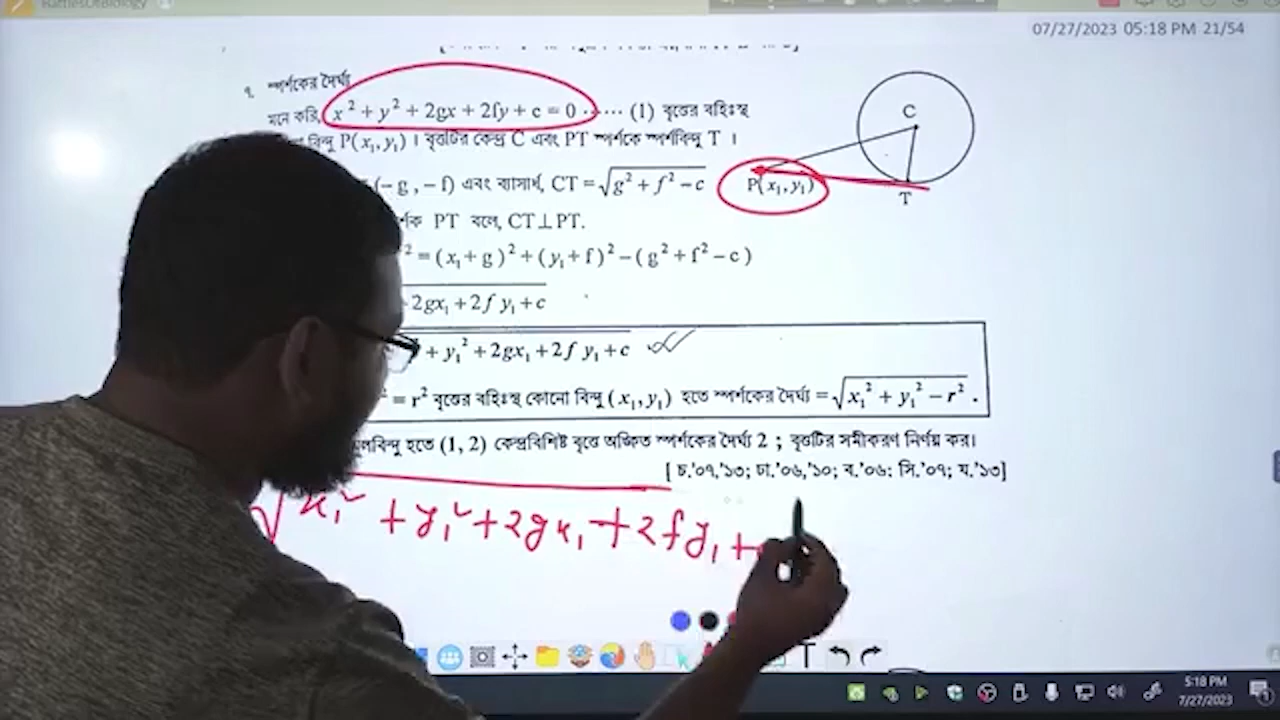 BattlesOfBiology
07/27/2023 05:18 PM 21/54
৭. স্পর্শকের দৈর্ঘ্য
মনে করি, x² + y² + 2gx + 2fy + c = 0 ...... (1) বৃত্তের বহিঃস্থ
বিন্দু P(x₁, y₁) । বৃত্তটির কেন্দ্র C এবং PT স্পর্শকে স্পর্শবিন্দু T ।
(– g , – f) এবং ব্যাসার্ধ, CT = √g² + f² – c
PT বলে, CT ⊥ PT.
² = (x₁ + g)² + (y₁ + f)² – (g² + f² – c)
2gx₁ + 2f y₁ + c
+ y₁² + 2gx₁ + 2f y₁ + c
= r² বৃত্তের বহিঃস্থ কোনো বিন্দু (x₁, y₁) হতে স্পর্শকের দৈর্ঘ্য = √x₁² + y₁² – r² .
হতে (1, 2) কেন্দ্রবিশিষ্ট বৃত্তে অঙ্কিত স্পর্শকের দৈর্ঘ্য 2 ; বৃত্তটির সমীকরণ নির্ণয় কর।
[ চ.'০৭,'১৩; ঢা.'০৬,'১০; ব.'০৬: সি.'০৭; য.'১৩]
√x₁² + y₁² + 2gx₁ + 2fy₁ +
C
P(x₁, y₁)
T
T
5:18 PM
7/27/2023